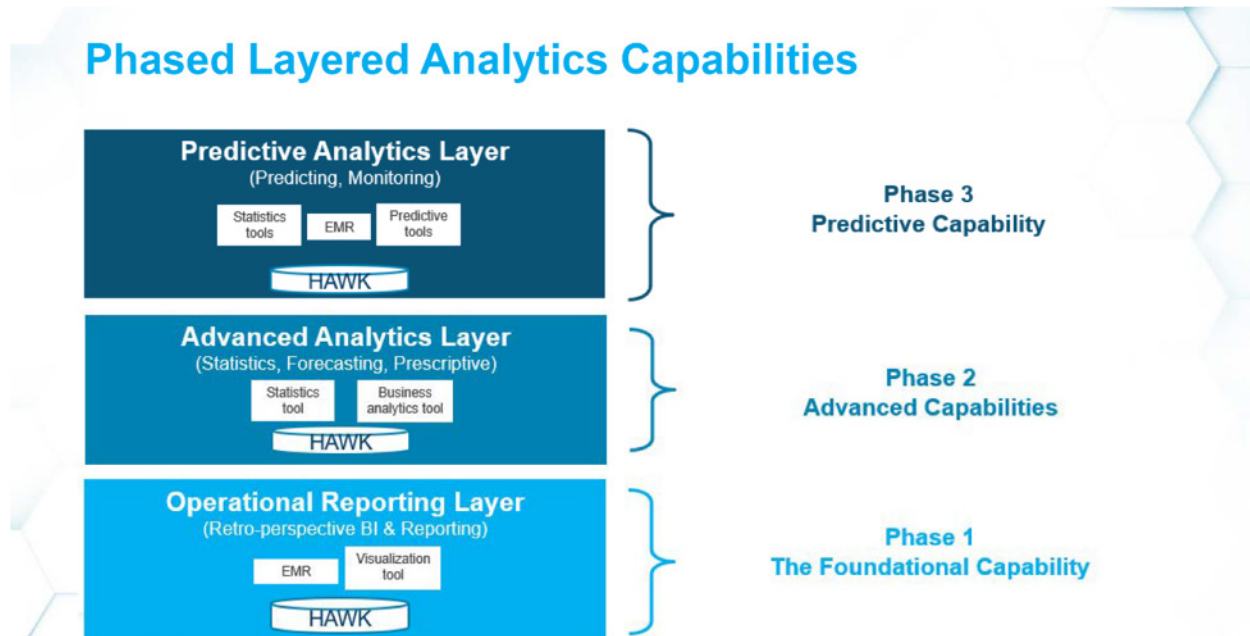 Phased Layered Analytics Capabilities
Predictive Analytics Layer
(Predicting, Monitoring)
Statistics
tools
EMR
Predictive
tools
HAWK
Phase 3
Predictive Capability
Advanced Analytics Layer
(Statistics, Forecasting, Prescriptive)
Statistics
tool
Business
analytics tool
HAWK
Phase 2
Advanced Capabilities
Operational Reporting Layer
(Retro-perspective BI & Reporting)
EMR
Visualization
tool
HAWK
Phase 1
The Foundational Capability